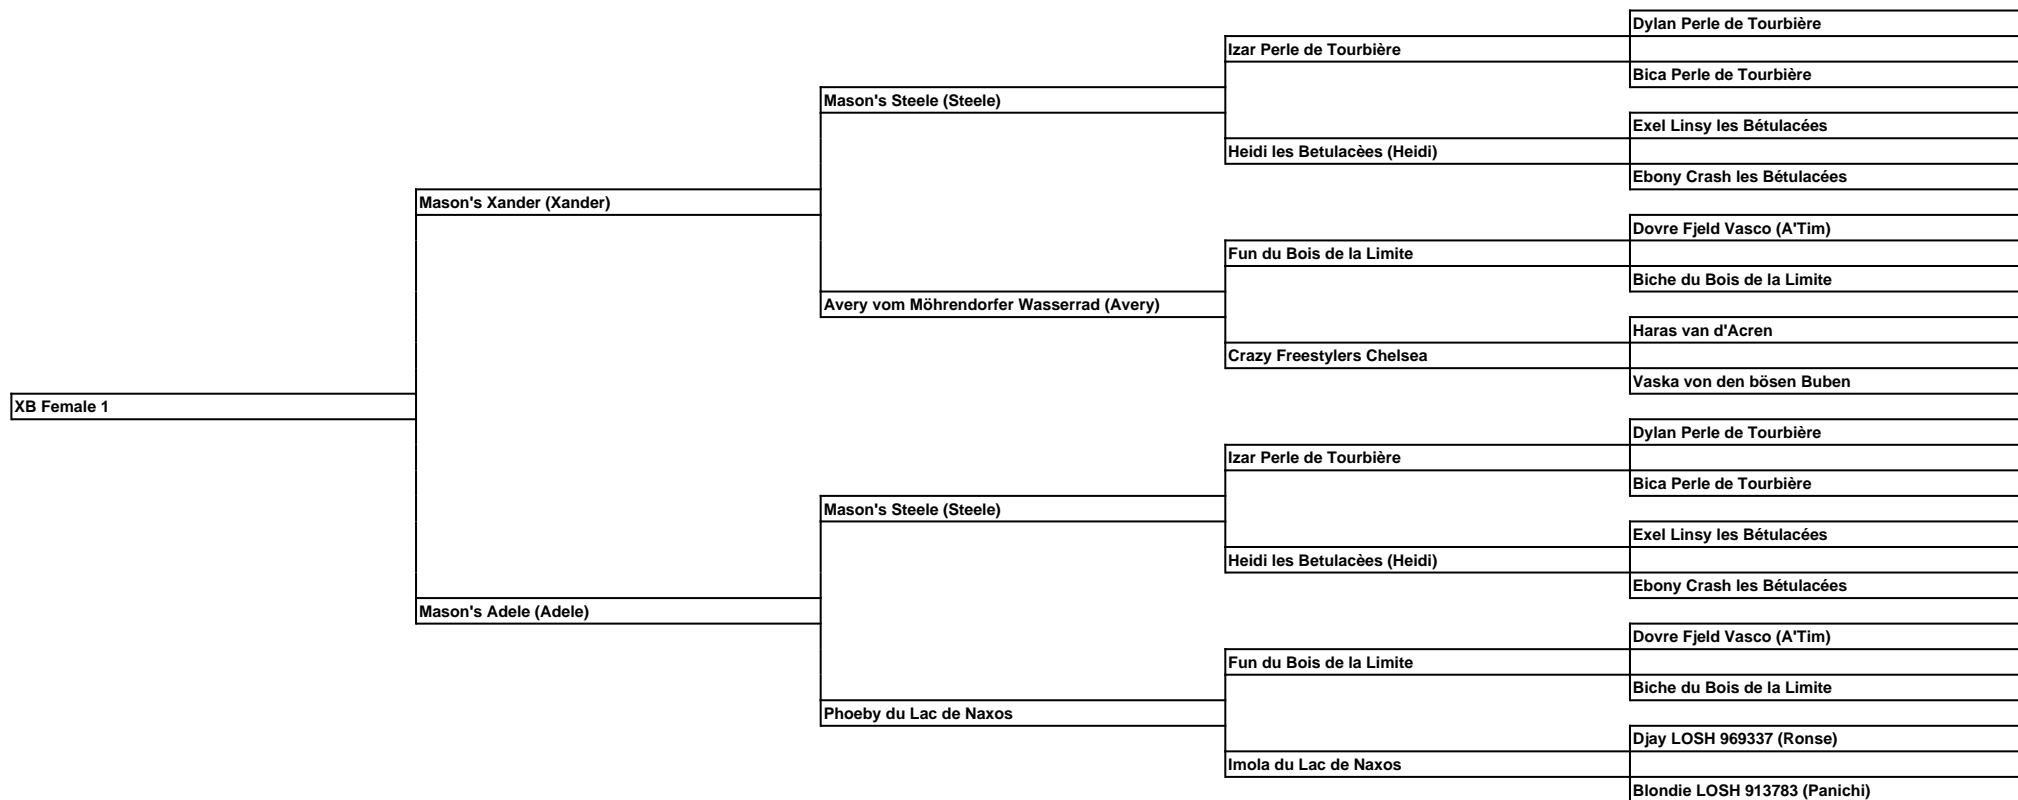 Dylan Perle de Tourbière
Izar Perle de Tourbière
Bica Perle de Tourbière
Mason's Steele (Steele)
Exel Linsy les Bétulacées
Heidi les Betulacèes (Heidi)
Ebony Crash les Bétulacées
Mason's Xander (Xander)
Dovre Fjeld Vasco (A'Tim)
Fun du Bois de la Limite
Biche du Bois de la Limite
Avery vom Möhrendorfer Wasserrad (Avery)
Haras van d'Acren
Crazy Freestylers Chelsea
Vaska von den bösen Buben
XB Female 1
Dylan Perle de Tourbière
Izar Perle de Tourbière
Bica Perle de Tourbière
Mason's Steele (Steele)
Exel Linsy les Bétulacées
Heidi les Betulacèes (Heidi)
Ebony Crash les Bétulacées
Mason's Adele (Adele)
Dovre Fjeld Vasco (A'Tim)
Fun du Bois de la Limite
Biche du Bois de la Limite
Phoeby du Lac de Naxos
Djay LOSH 969337 (Ronse)
Imola du Lac de Naxos
Blondie LOSH 913783 (Panichi)